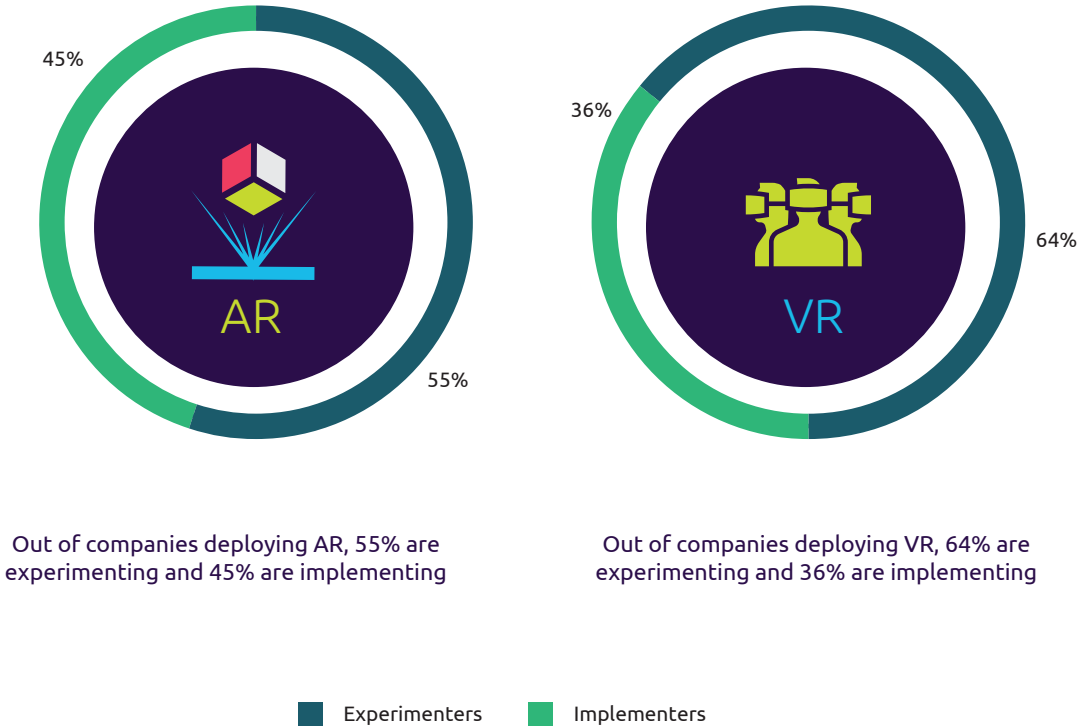 45%
AR
55%
36%
VR
64%
Out of companies deploying AR, 55% are
experimenting and 45% are implementing
Out of companies deploying VR, 64% are
experimenting and 36% are implementing
Experimenters
Implementers